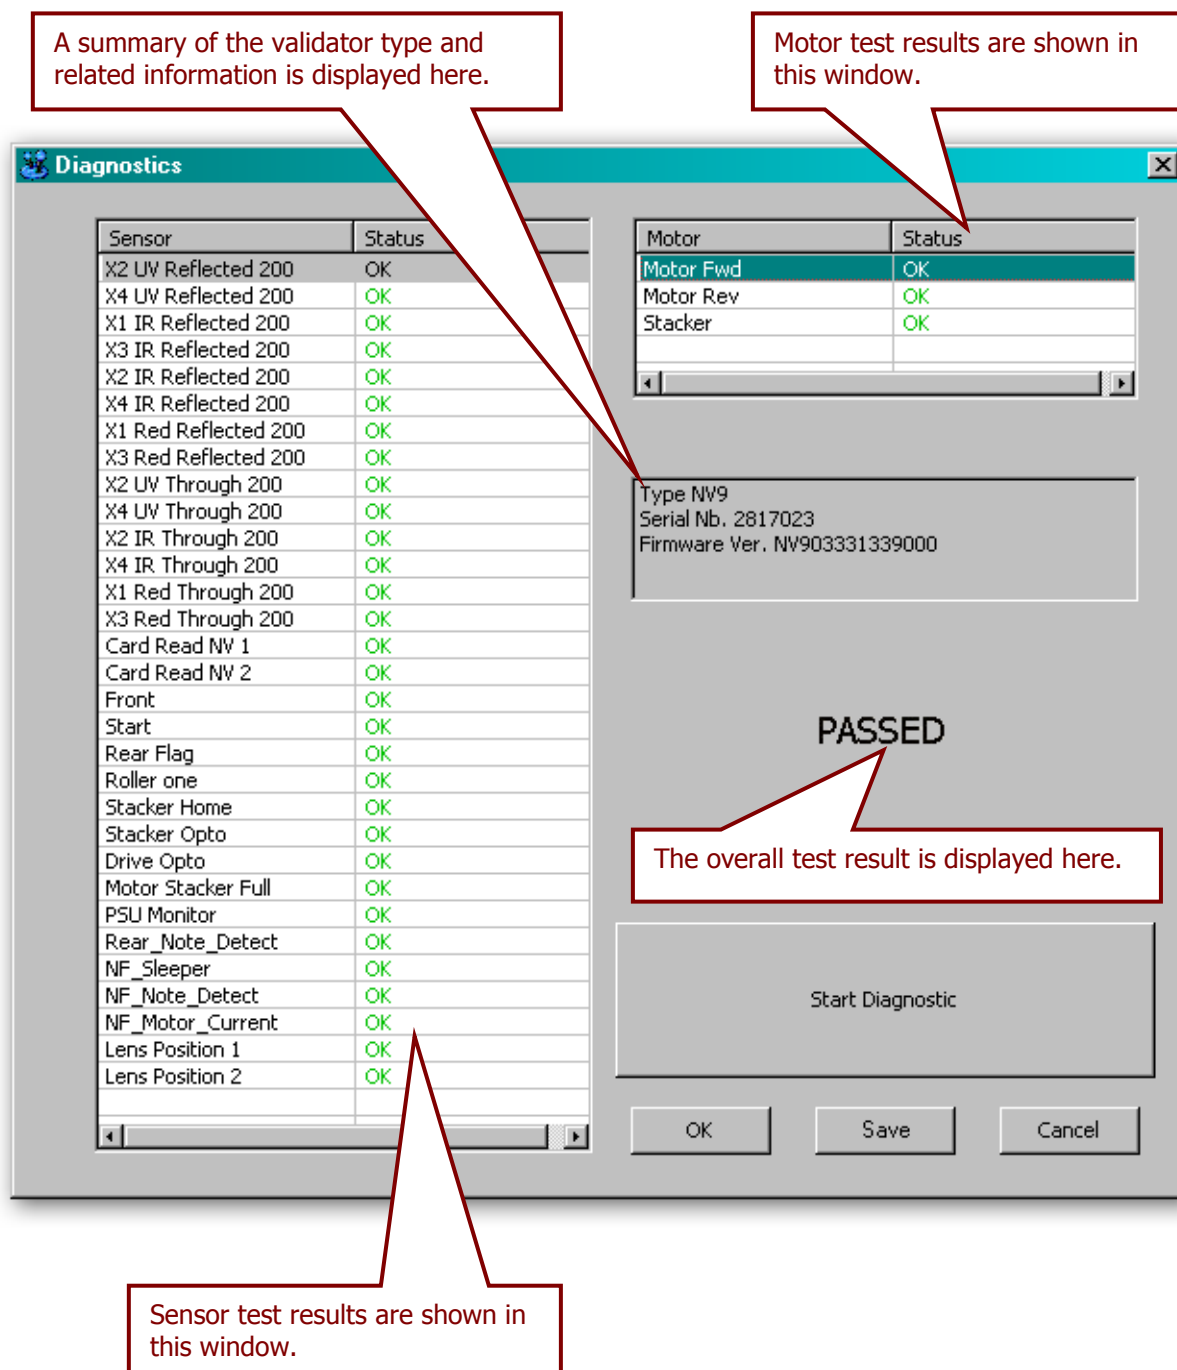 A summary of the validator type and
related information is displayed here.
Motor test results are shown in
this window.
Diagnostics
Sensor Status
X2 UV Reflected 200 OK
X4 UV Reflected 200 OK
X1 IR Reflected 200 OK
X3 IR Reflected 200 OK
X2 IR Reflected 200 OK
X4 IR Reflected 200 OK
X1 Red Reflected 200 OK
X3 Red Reflected 200 OK
X2 UV Through 200 OK
X4 UV Through 200 OK
X2 IR Through 200 OK
X4 IR Through 200 OK
X1 Red Through 200 OK
X3 Red Through 200 OK
Card Read NV 1 OK
Card Read NV 2 OK
Front OK
Start OK
Rear Flag OK
Roller one OK
Stacker Home OK
Stacker Opto OK
Drive Opto OK
Motor Stacker Full OK
PSU Monitor OK
Rear_Note_Detect OK
NF_Sleeper OK
NF_Note_Detect OK
NF_Motor_Current OK
Lens Position 1 OK
Lens Position 2 OK
Motor Status
Motor Fwd OK
Motor Rev OK
Stacker OK
Type NV9
Serial Nb. 2817023
Firmware Ver. NV903331339000
PASSED
The overall test result is displayed here.
Start Diagnostic
OK Save Cancel
Sensor test results are shown in
this window.